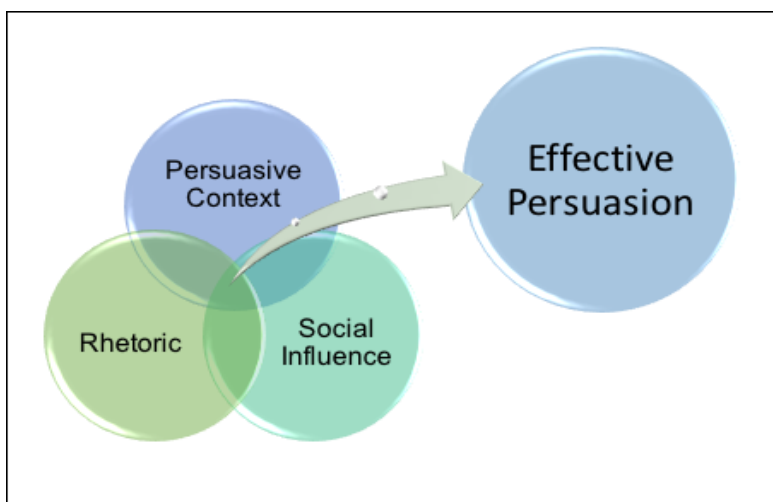 Persuasive
Context
Effective
Persuasion
Rhetoric
Social
Influence